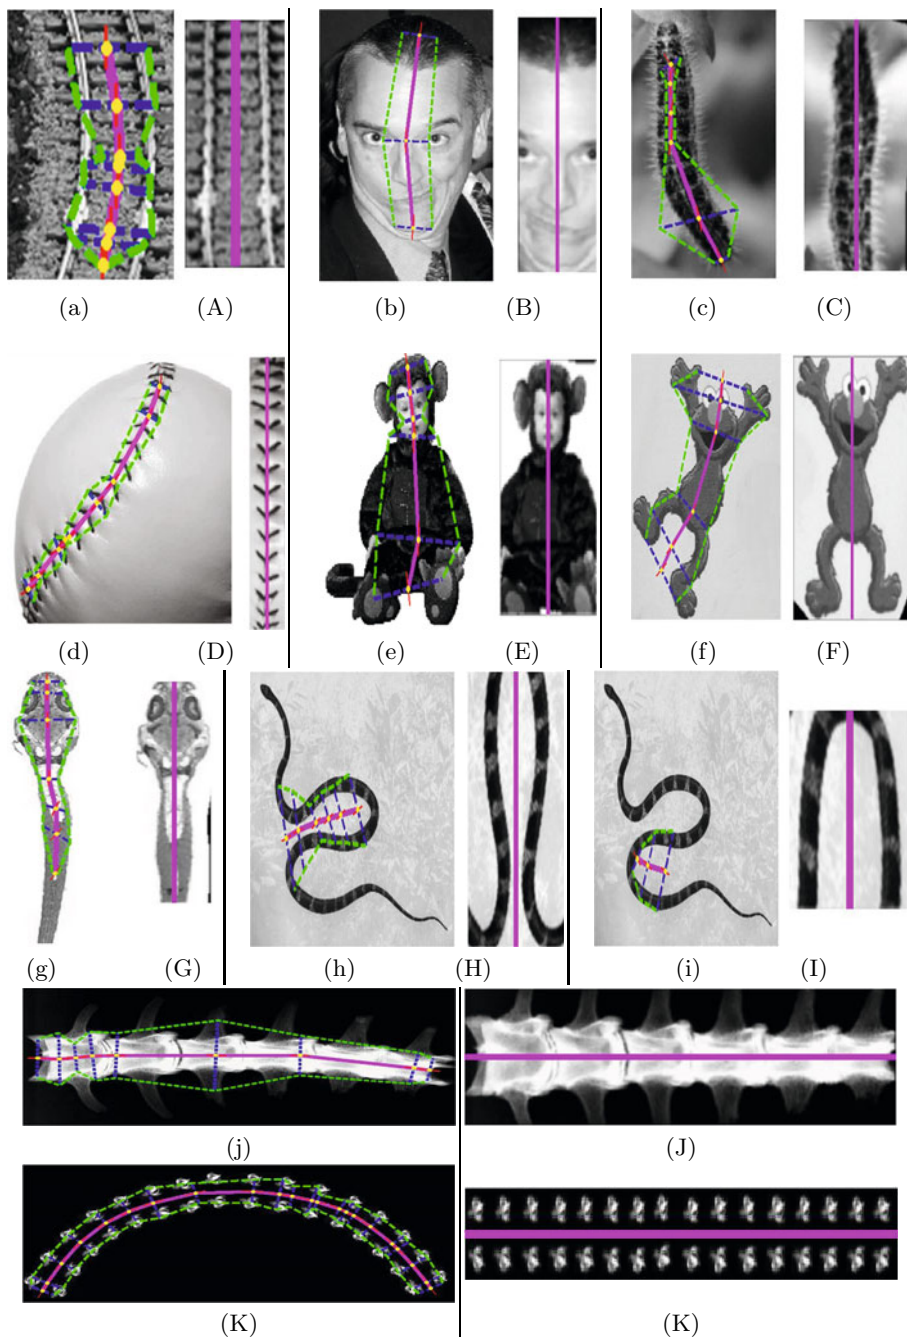 (a) (A) (b) (B) (c) (C)
(d) (D) (e) (E) (f) (F)
(g) (G) (h) (H) (i) (I)
(j) (J)
(K) (K)